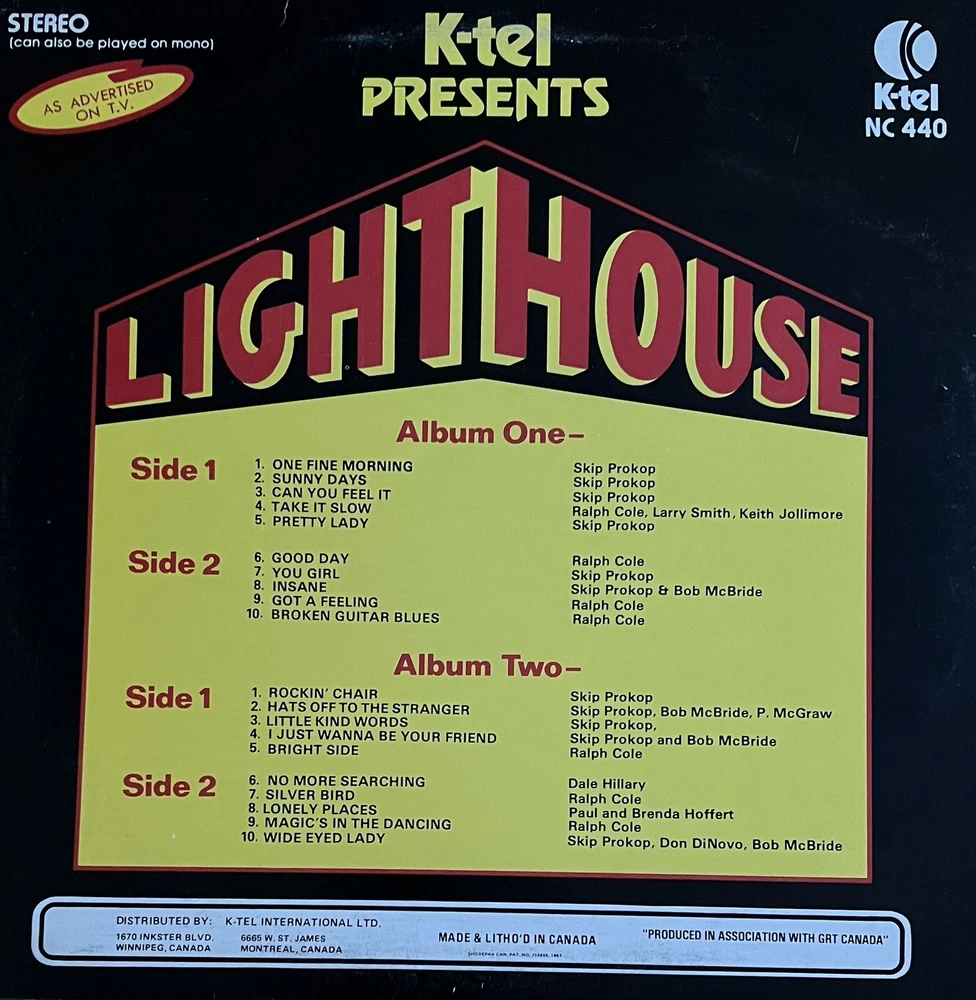 STEREO
(can also be played on mono)
AS ADVERTISED
ON T.V.
K-tel
PRESENTS
K-tel
NC 440
LIGHTHOUSE
Album One–
Side 1
1. ONE FINE MORNING Skip Prokop
2. SUNNY DAYS Skip Prokop
3. CAN YOU FEEL IT Skip Prokop
4. TAKE IT SLOW Ralph Cole, Larry Smith, Keith Jollimore
5. PRETTY LADY Skip Prokop
Side 2
6. GOOD DAY Ralph Cole
7. YOU GIRL Skip Prokop
8. INSANE Skip Prokop & Bob McBride
9. GOT A FEELING Ralph Cole
10. BROKEN GUITAR BLUES Ralph Cole
Album Two–
Side 1
1. ROCKIN' CHAIR Skip Prokop
2. HATS OFF TO THE STRANGER Skip Prokop, Bob McBride, P. McGraw
3. LITTLE KIND WORDS Skip Prokop,
4. I JUST WANNA BE YOUR FRIEND Skip Prokop and Bob McBride
5. BRIGHT SIDE Ralph Cole
Side 2
6. NO MORE SEARCHING Dale Hillary
7. SILVER BIRD Ralph Cole
8. LONELY PLACES Paul and Brenda Hoffert
9. MAGIC'S IN THE DANCING Ralph Cole
10. WIDE EYED LADY Skip Prokop, Don DiNovo, Bob McBride
DISTRIBUTED BY: K-TEL INTERNATIONAL LTD.
1670 INKSTER BLVD. 6665 W. ST. JAMES
WINNIPEG, CANADA MONTREAL, CANADA
MADE & LITHO'D IN CANADA
"PRODUCED IN ASSOCIATION WITH GRT CANADA"